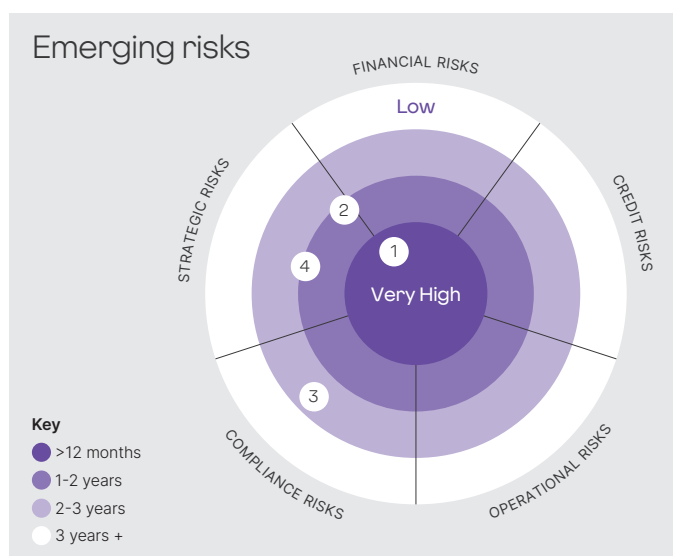 Emerging risks
FINANCIAL RISKS
Low
STRATEGIC RISKS
CREDIT RISKS
2
1
4
Very High
3
COMPLIANCE RISKS
OPERATIONAL RISKS
Key
>12 months
1-2 years
2-3 years
3 years +